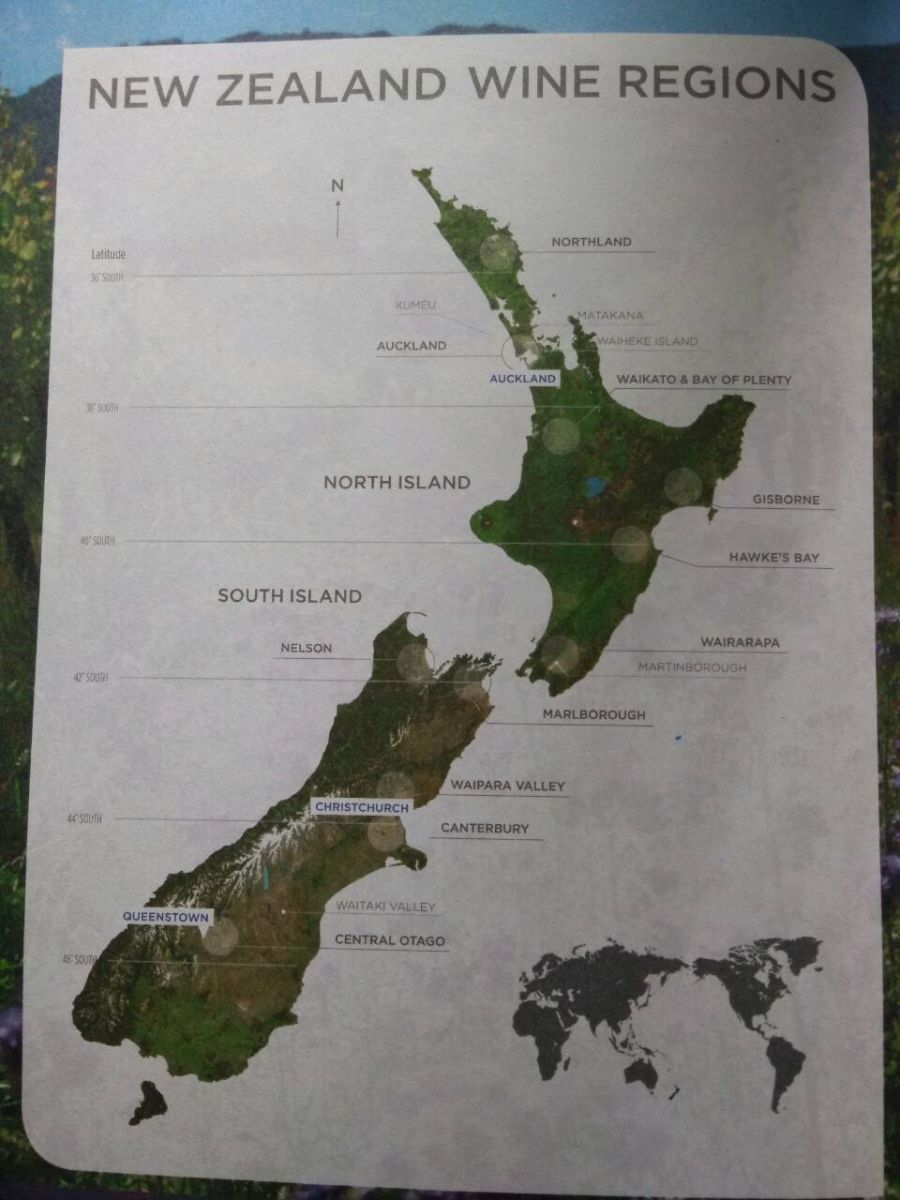 NEW ZEALAND WINE REGIONS
N
NORTHLAND
Latitude
36° SOUTH
KUMEU
MATAKANA
AUCKLAND
WAIHEKE ISLAND
AUCKLAND
WAIKATO & BAY OF PLENTY
38° SOUTH
NORTH ISLAND
GISBORNE
40° SOUTH
HAWKE'S BAY
SOUTH ISLAND
NELSON
WAIRARAPA
MARTINBOROUGH
42° SOUTH
MARLBOROUGH
WAIPARA VALLEY
CHRISTCHURCH
44° SOUTH
CANTERBURY
WAITAKI VALLEY
QUEENSTOWN
CENTRAL OTAGO
46° SOUTH